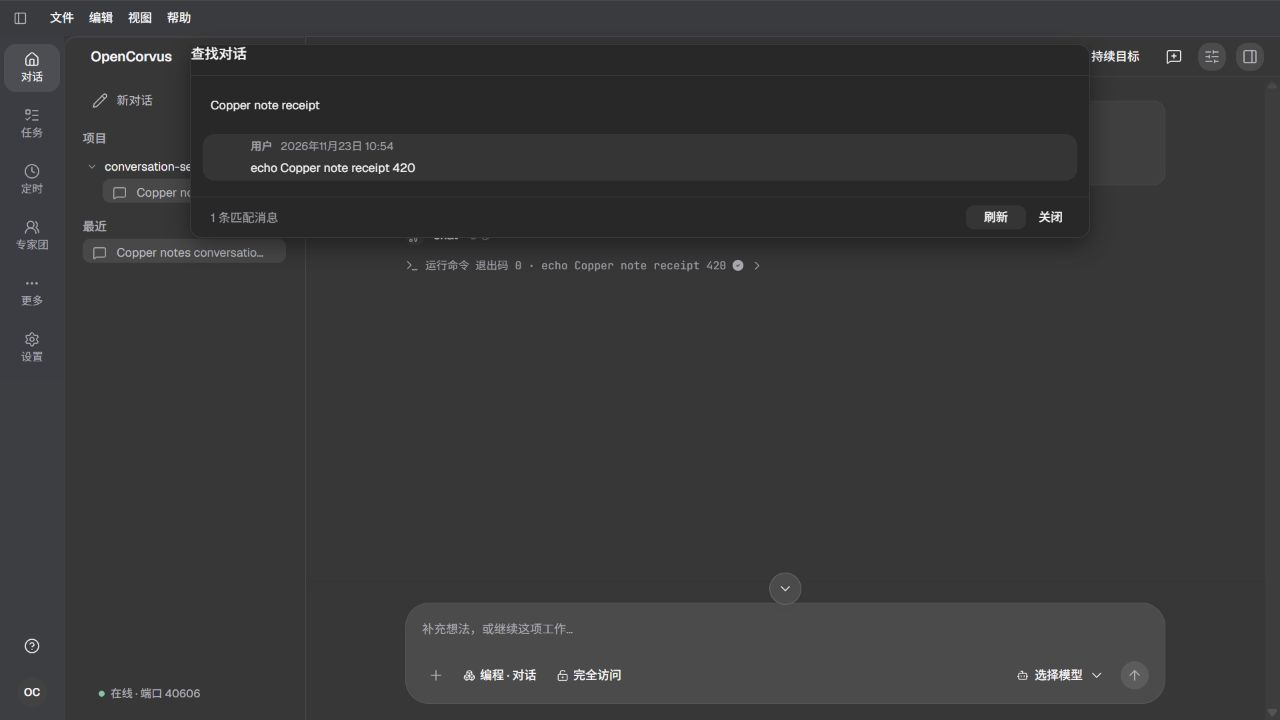 文件 编辑 视图 帮助
对话
任务
定时
专家团
更多
设置
OC
OpenCorvus
新对话
项目
conversation-se
Copper no
最近
Copper notes conversatio…
在线 · 端口 40606
持续目标
查找对话
Copper note receipt
用户 2026年11月23日 10:54
echo Copper note receipt 420
1 条匹配消息
刷新 关闭
>_ 运行命令 退出码 0 · echo Copper note receipt 420
补充想法，或继续这项工作…
编程 · 对话 完全访问 选择模型